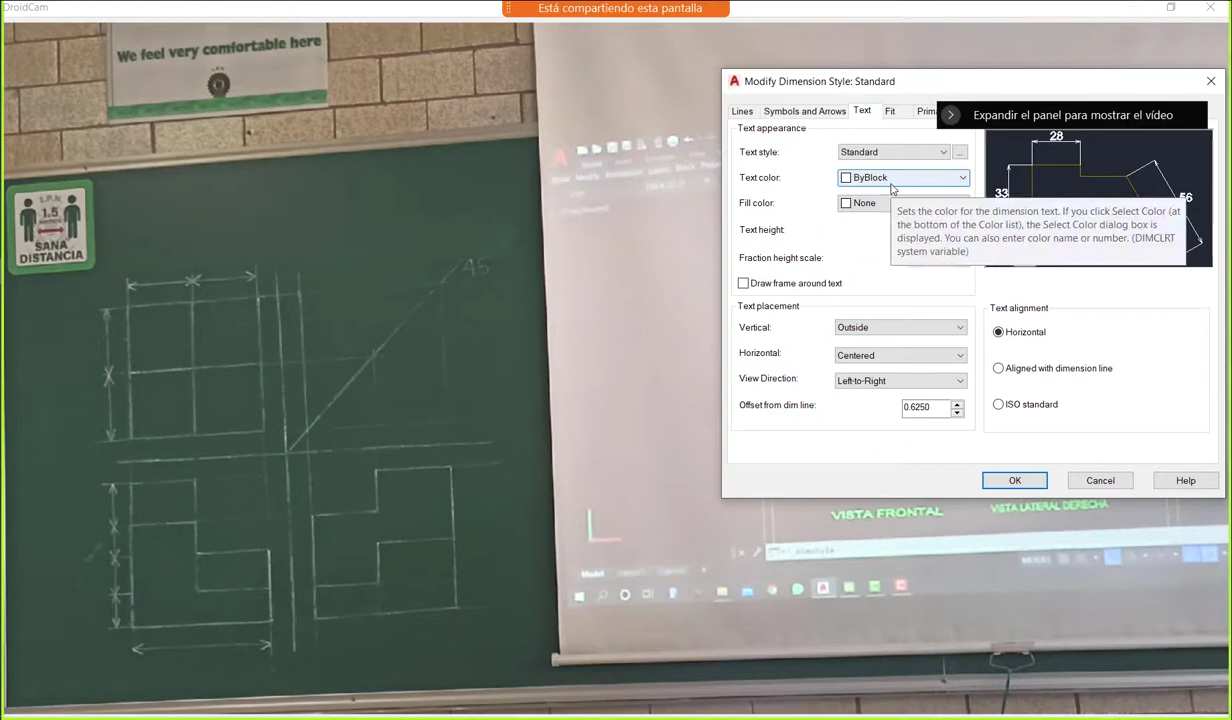 DroidCam
Está compartiendo esta pantalla
We feel very comfortable here
L.P.N.
1.5
SANA
DISTANCIA
45
Modify Dimension Style: Standard
Lines
Symbols and Arrows
Text
Fit
Expandir el panel para mostrar el vídeo
Text appearance
Text style:
Standard
...
Text color:
ByBlock
Fill color:
None
Text height:
Fraction height scale:
Draw frame around text
28
33
Sets the color for the dimension text. If you click Select Color (at
the bottom of the Color list), the Select Color dialog box is
displayed. You can also enter color name or number. (DIMCLRT
system variable)
Text placement
Vertical:
Outside
Horizontal:
Centered
View Direction:
Left-to-Right
Offset from dim line:
0.6250
Text alignment
Horizontal
Aligned with dimension line
ISO standard
OK
Cancel
Help
VISTA FRONTAL
VISTA LATERAL DERECHA
Model
MODEL